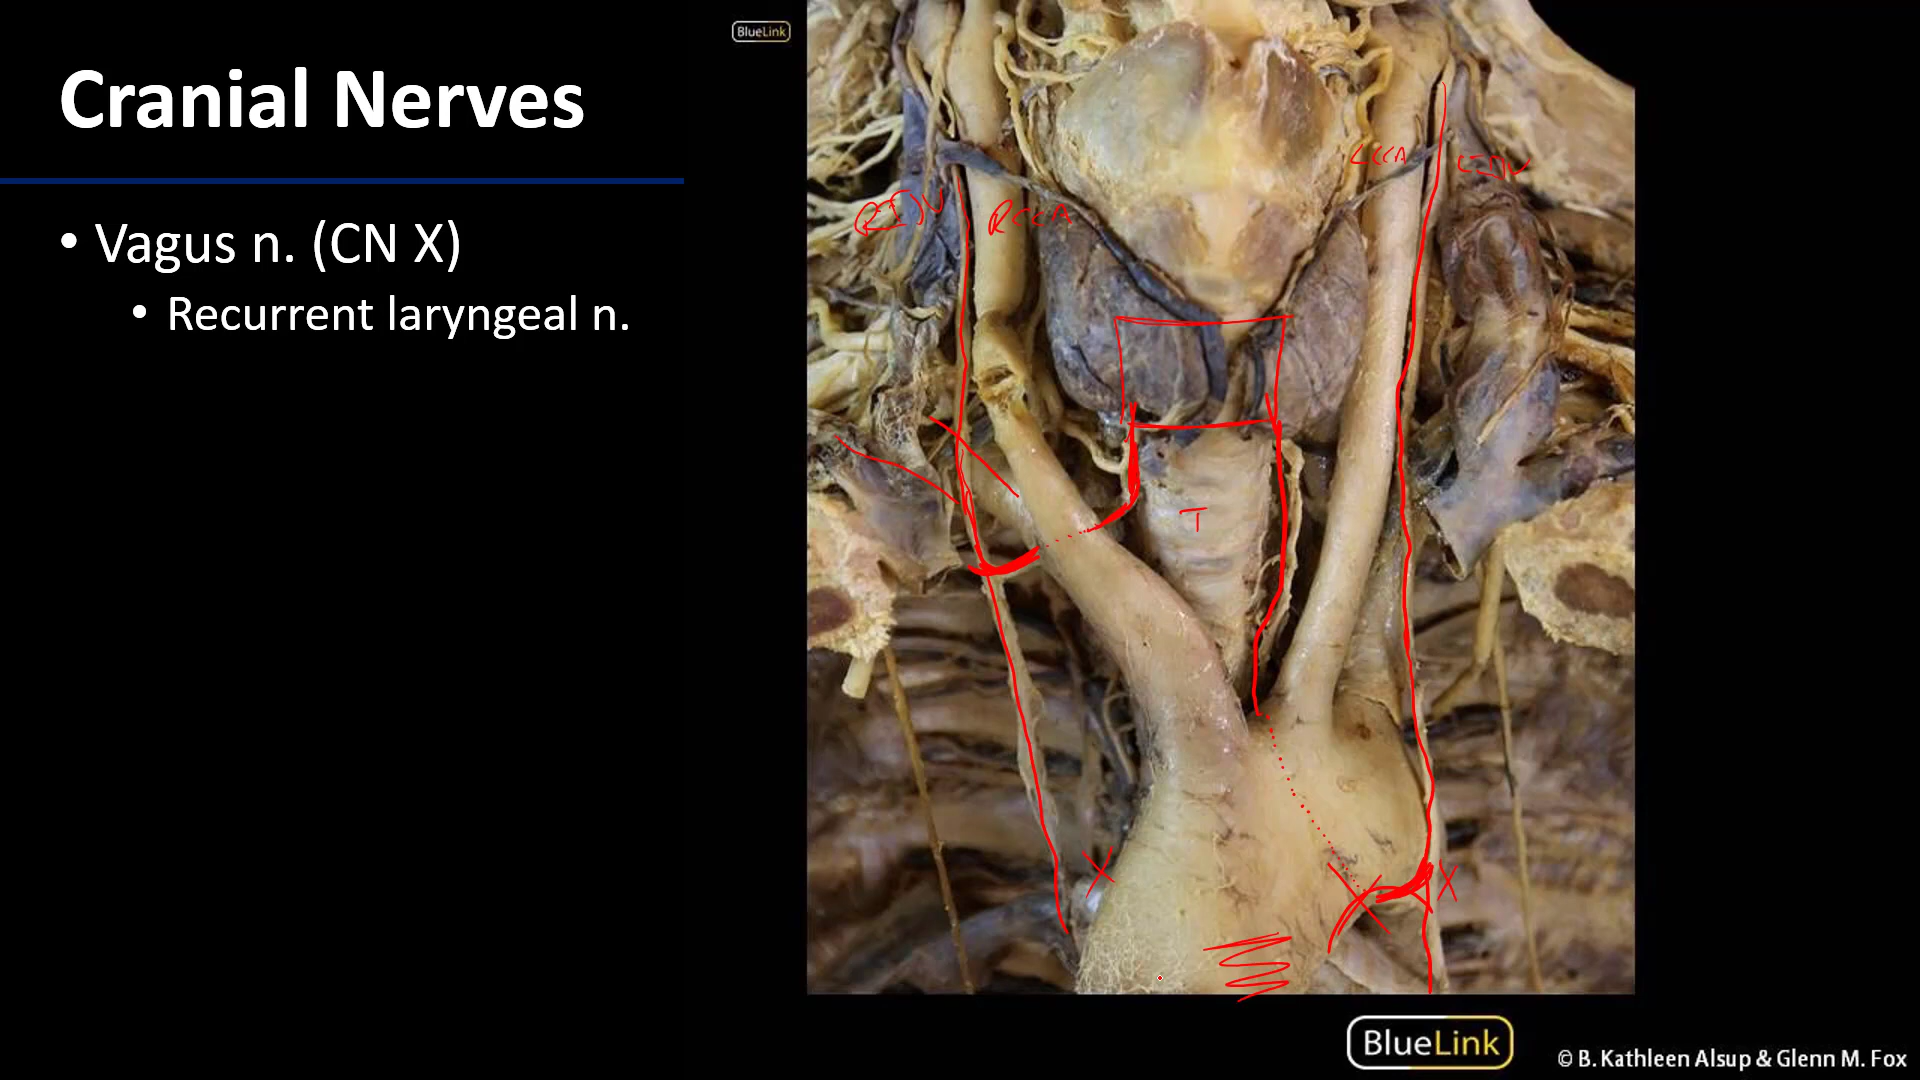 BlueLink
Cranial Nerves
• Vagus n. (CN X)
• Recurrent laryngeal n.
LCCA
LIJV
RIJV
RCCA
T
X
X
X
BlueLink
© B. Kathleen Alsup & Glenn M. Fox